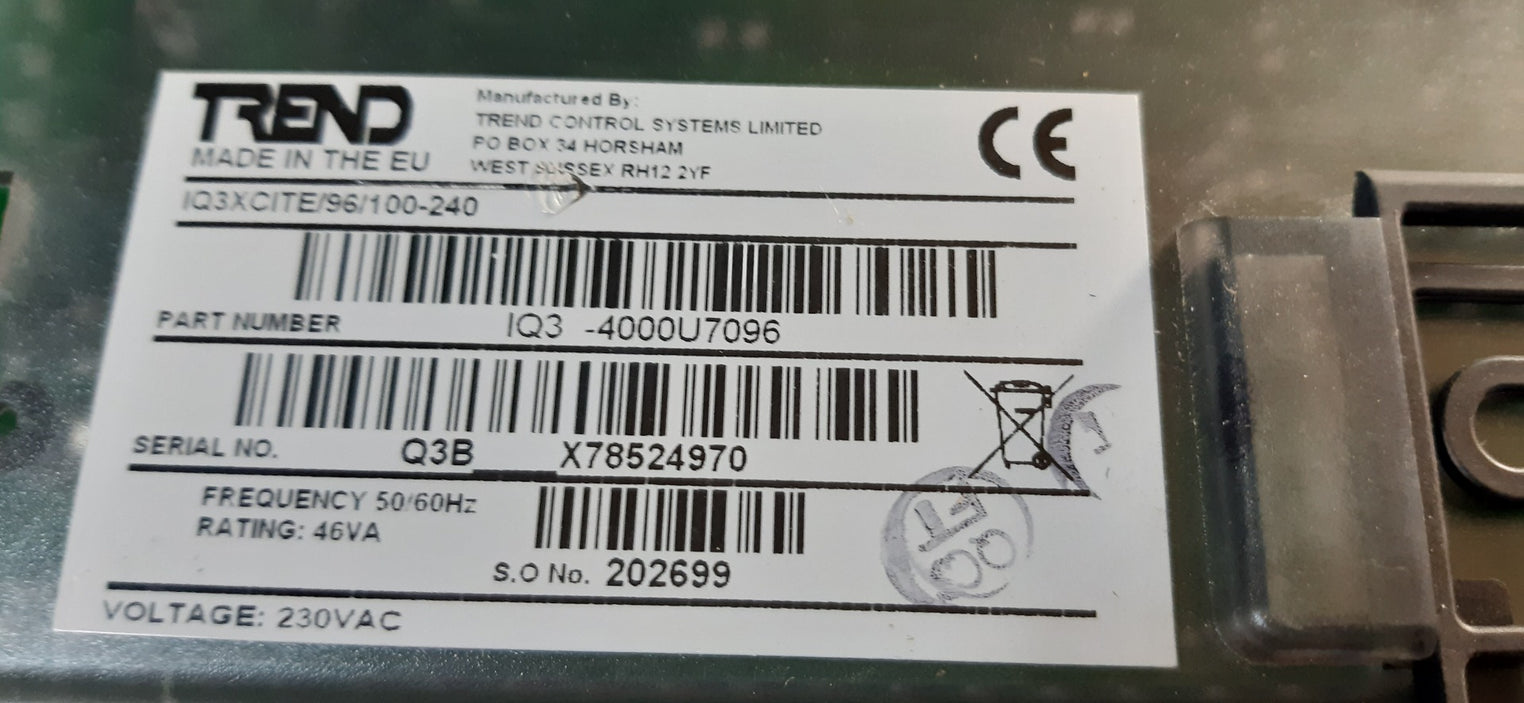 TREND
MADE IN THE EU
Manufactured By:
TREND CONTROL SYSTEMS LIMITED
PO BOX 34 HORSHAM
WEST SUSSEX RH12 2YF
CE
IQ3XCITE/96/100-240
PART NUMBER IQ3 -4000U7096
SERIAL NO. Q3B X78524970
FREQUENCY 50/60Hz
RATING: 46VA
S.O No. 202699
VOLTAGE: 230VAC